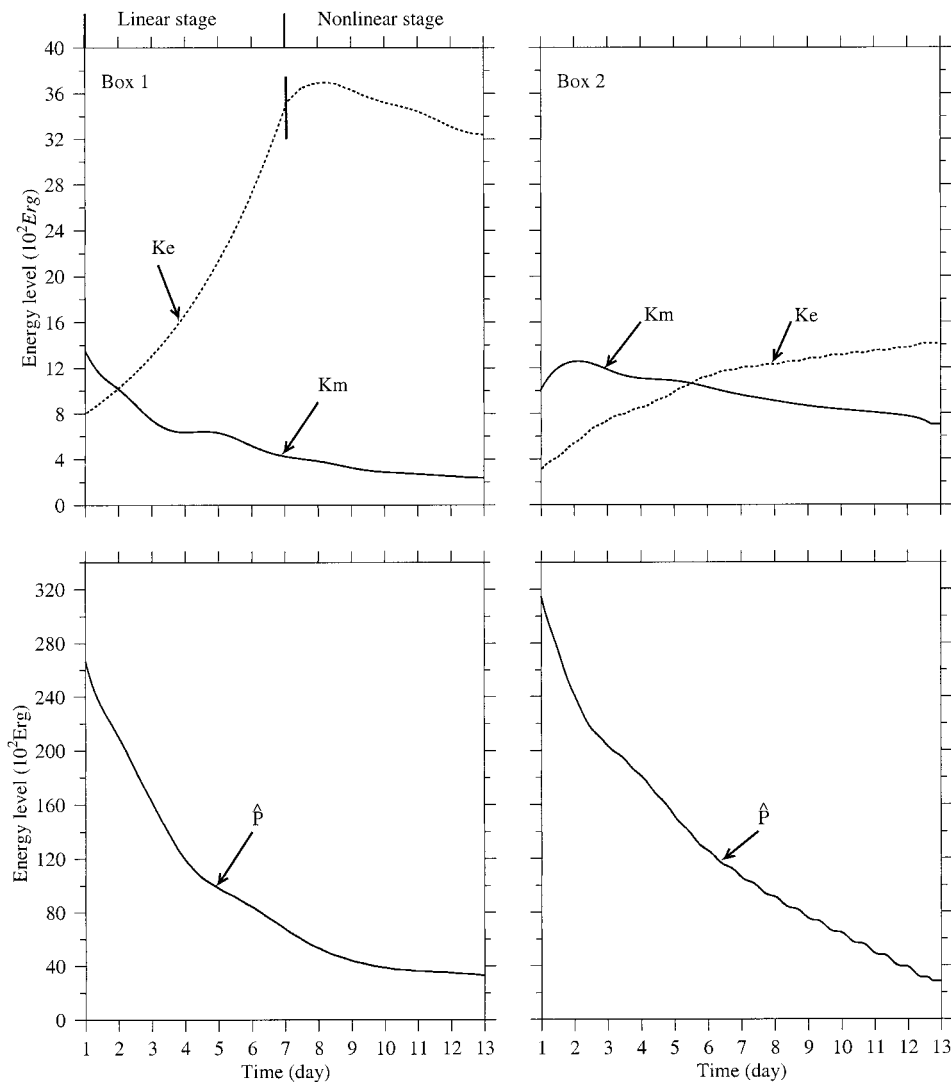 Linear stage
Nonlinear stage
Box 1
Box 2
40
36
32
28
24
20
16
12
8
4
0
Energy level (10²Erg)
Ke
Km
Km
Ke
320
280
240
200
160
120
80
40
0
Energy level (10²Erg)
P̂
P̂
1 2 3 4 5 6 7 8 9 10 11 12 13
1 2 3 4 5 6 7 8 9 10 11 12 13
Time (day)
Time (day)